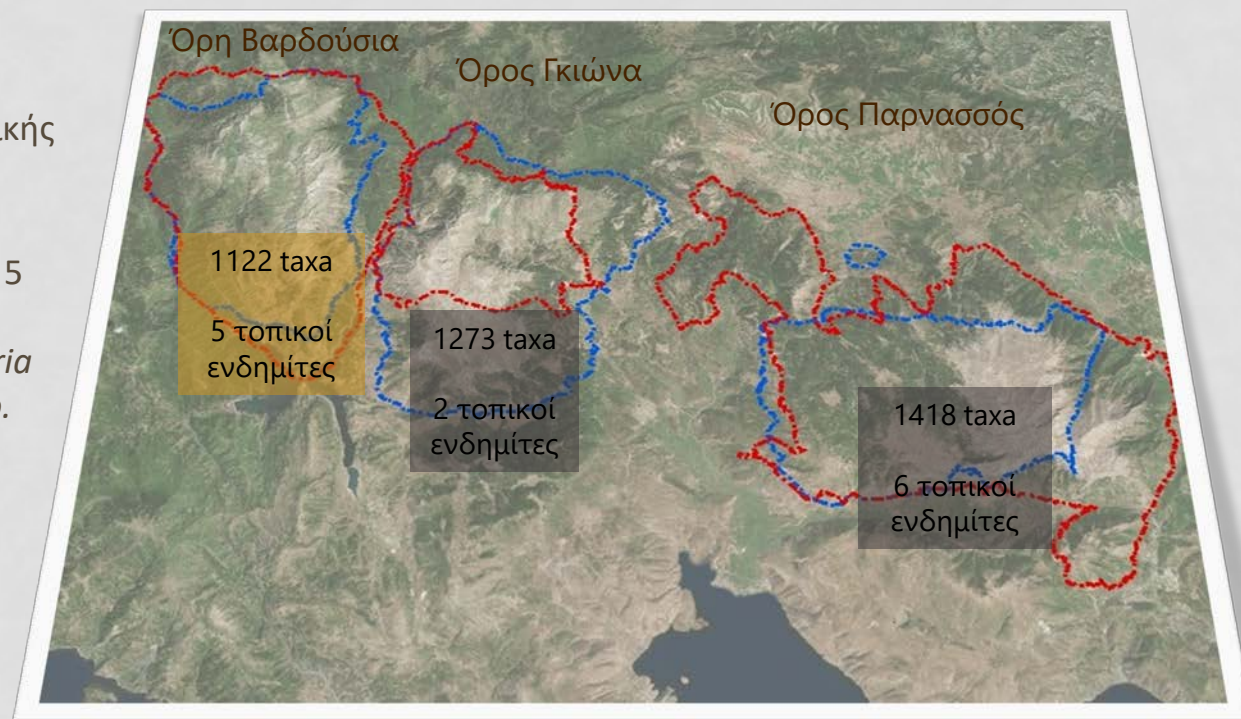 Όρη Βαρδούσια
Όρος Γκιώνα
Όρος Παρνασσός
5
1122 taxa
5 τοπικοί
ενδημίτες
1273 taxa
2 τοπικοί
ενδημίτες
1418 taxa
6 τοπικοί
ενδημίτες